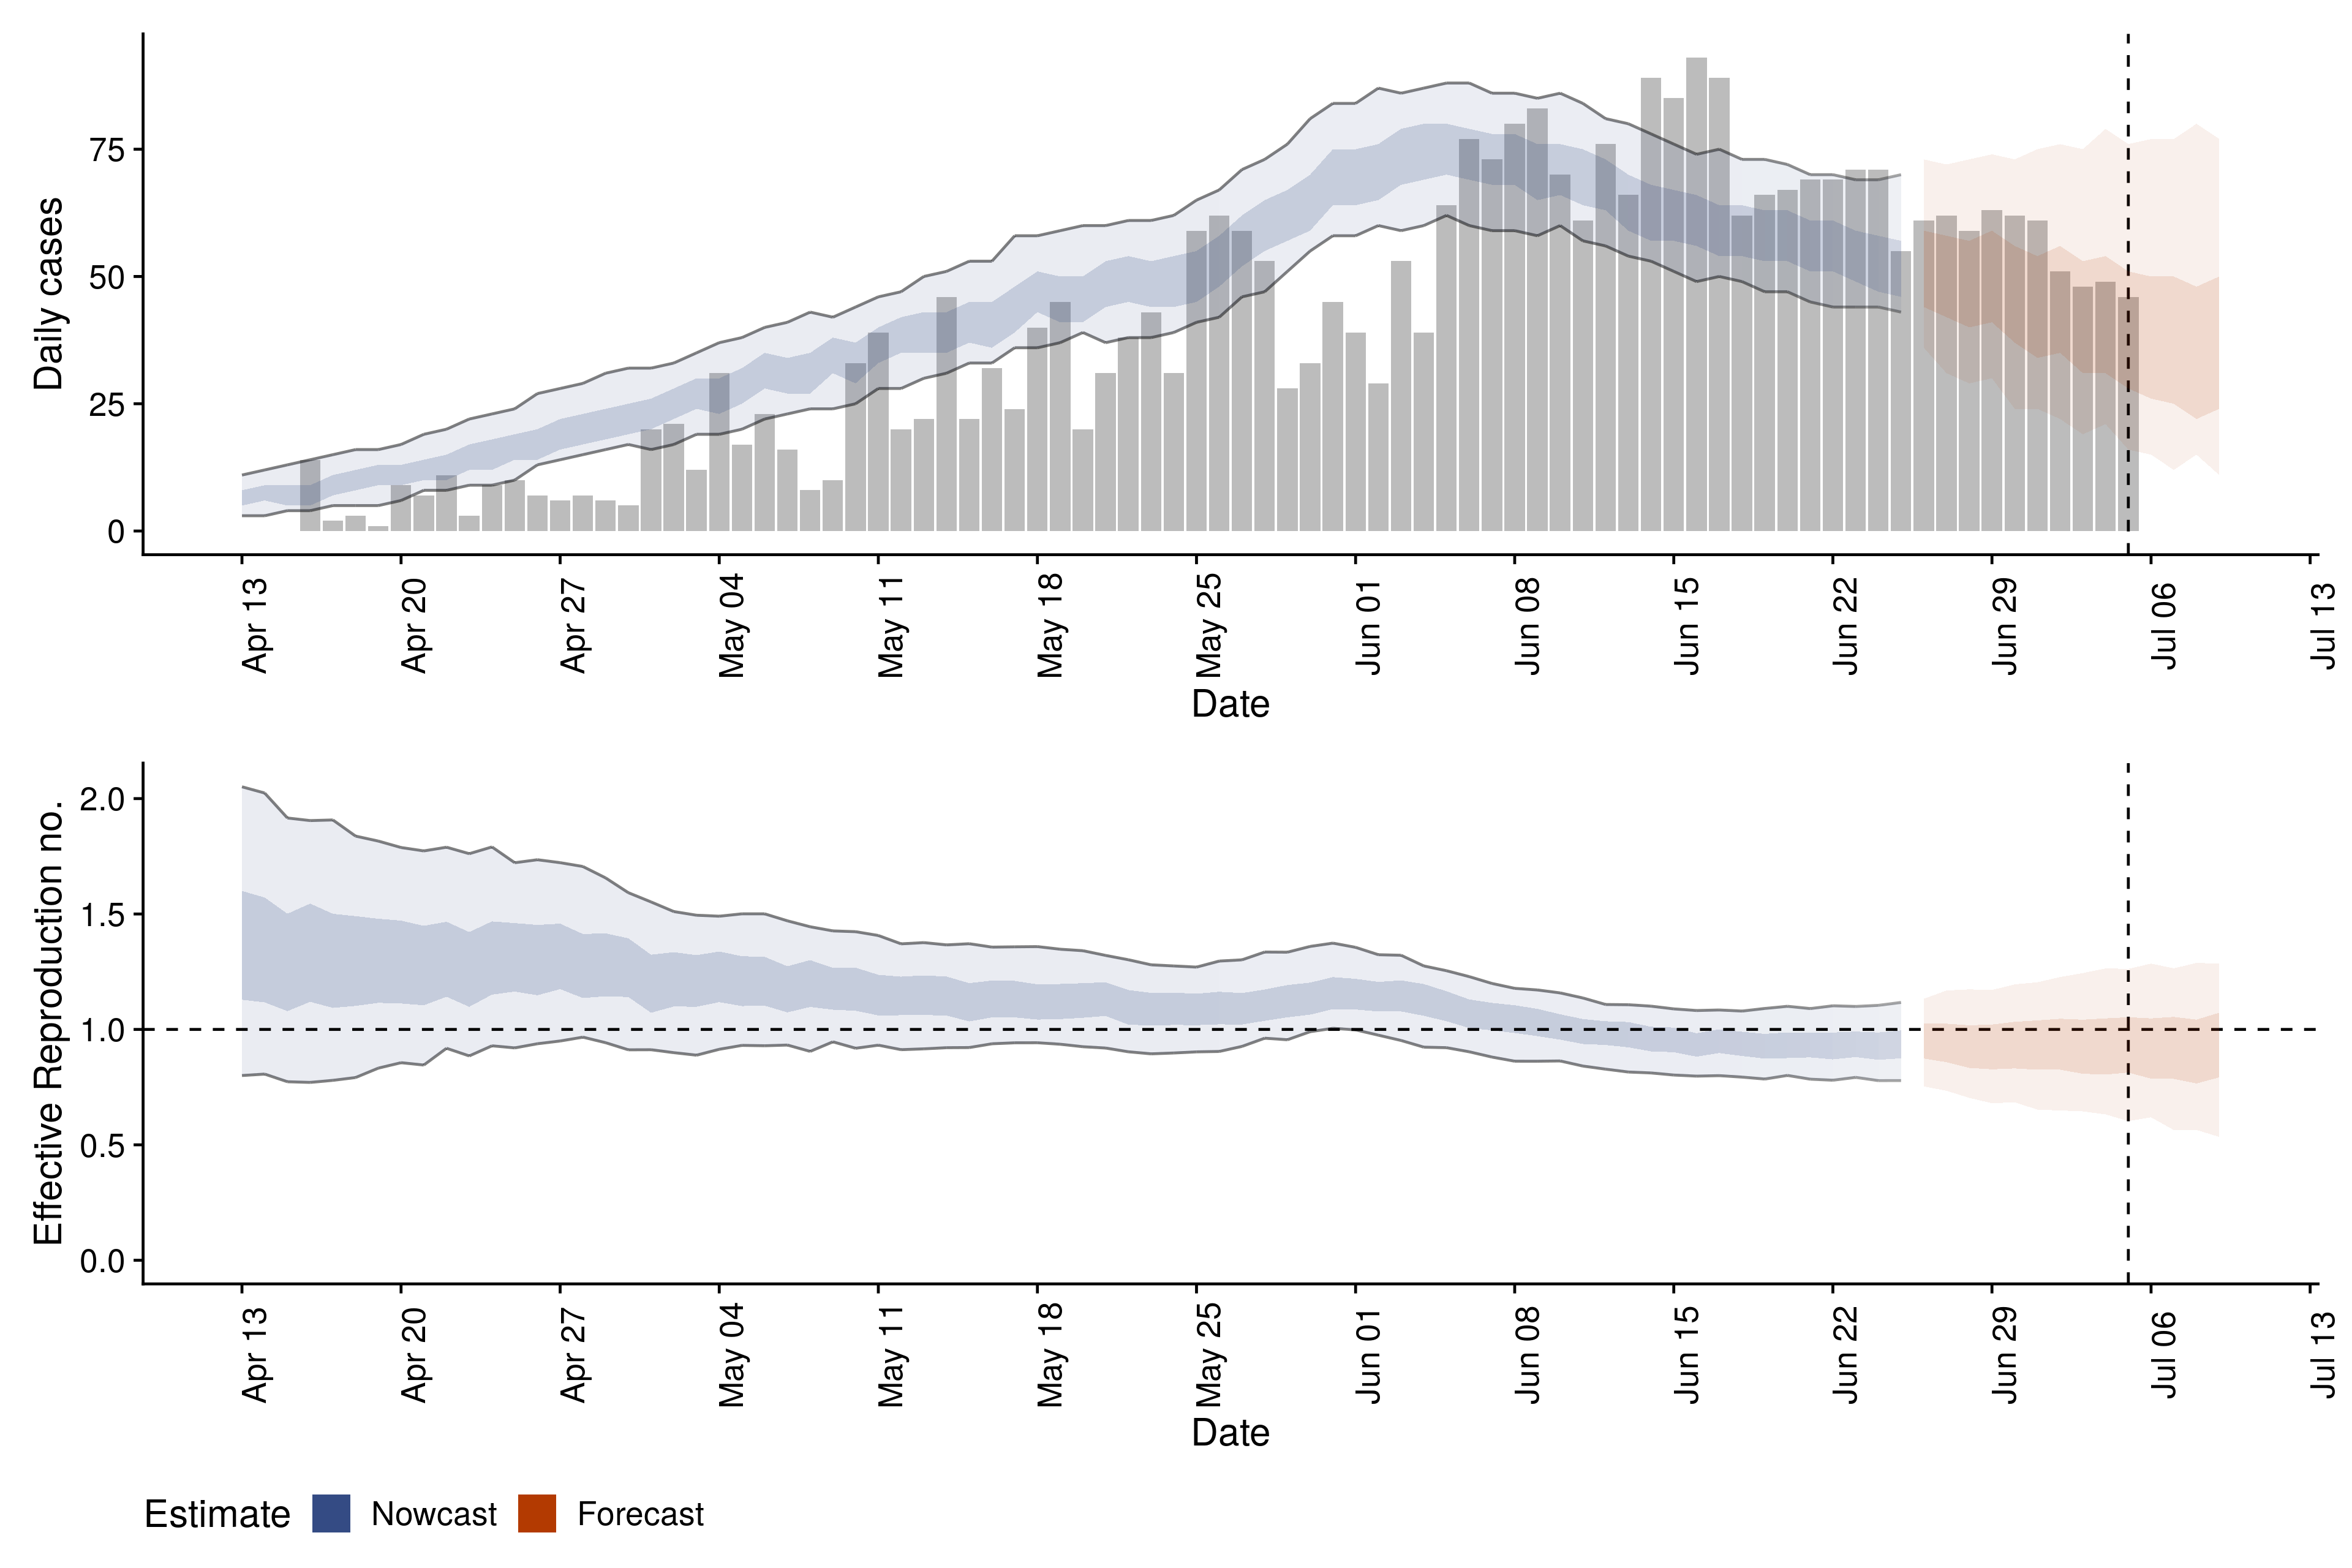 Daily cases
75
50
25
0
Apr 13
Apr 20
Apr 27
May 04
May 11
May 18
May 25
Jun 01
Jun 08
Jun 15
Jun 22
Jun 29
Jul 06
Jul 13
Date
Effective Reproduction no.
2.0
1.5
1.0
0.5
0.0
Apr 13
Apr 20
Apr 27
May 04
May 11
May 18
May 25
Jun 01
Jun 08
Jun 15
Jun 22
Jun 29
Jul 06
Jul 13
Date
Estimate Nowcast Forecast